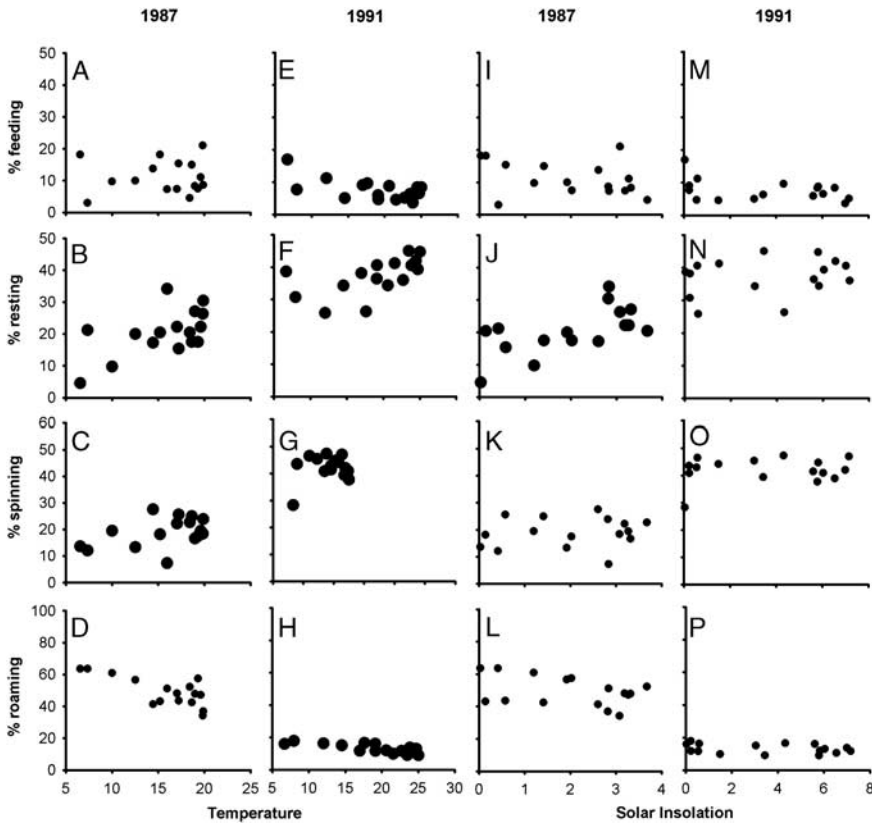 1987 1991 1987 1991
% feeding
50
40
30
20
10
0
A
E
I
M
% resting
50
40
30
20
10
0
B
F
J
N
% spinning
60
50
40
30
20
10
0
C
G
K
O
% roaming
100
80
60
40
20
0
D
H
L
P
5 10 15 20 25
5 10 15 20 25 30
0 1 2 3 4
0 2 4 6 8
Temperature Solar Insolation